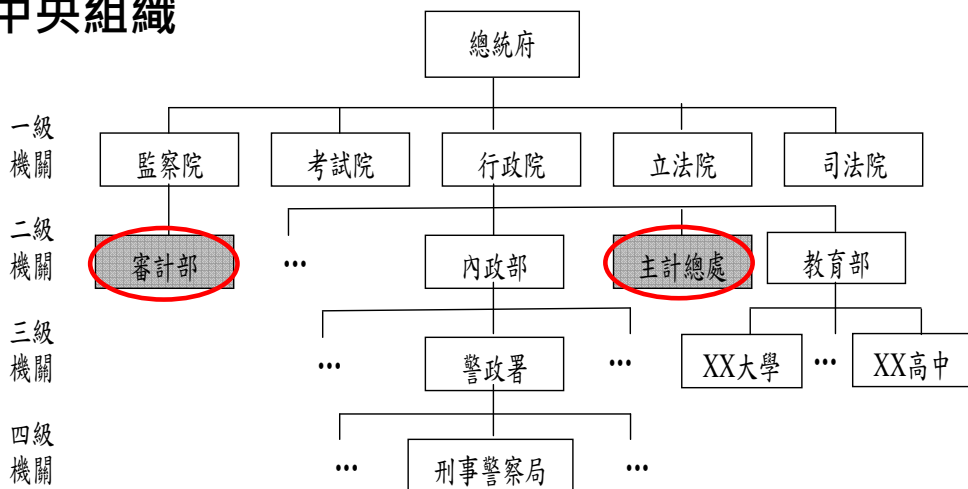 中央組織
總統府
一級
機關
監察院
考試院
行政院
立法院
司法院
二級
機關
審計部
…
內政部
主計總處
教育部
三級
機關
…
警政署
…
XX大學
…
XX高中
四級
機關
…
刑事警察局
…